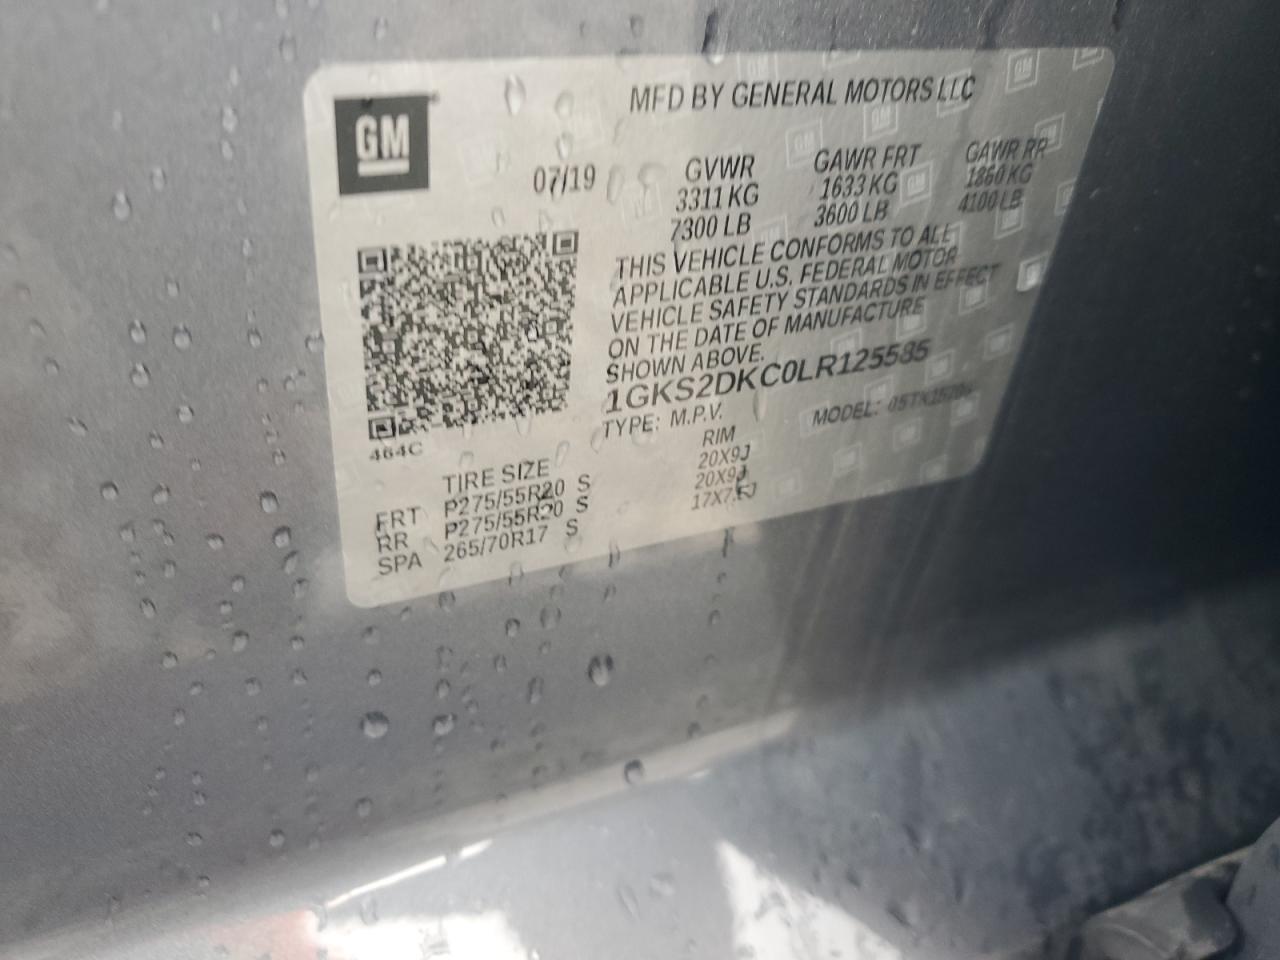 GM
MFD BY GENERAL MOTORS LLC
07/19
GVWR GAWR FRT GAWR RR
3311 KG 1633 KG 1860 KG
7300 LB 3600 LB 4100 LB
THIS VEHICLE CONFORMS TO ALL
APPLICABLE U.S. FEDERAL MOTOR
VEHICLE SAFETY STANDARDS IN EFFECT
ON THE DATE OF MANUFACTURE
SHOWN ABOVE.
1GKS2DKC0LR125585
TYPE: M.P.V. MODEL:
464C
TIRE SIZE RIM
FRT P275/55R20 S 20X9J
RR P275/55R20 S 20X9J
SPA 265/70R17 S